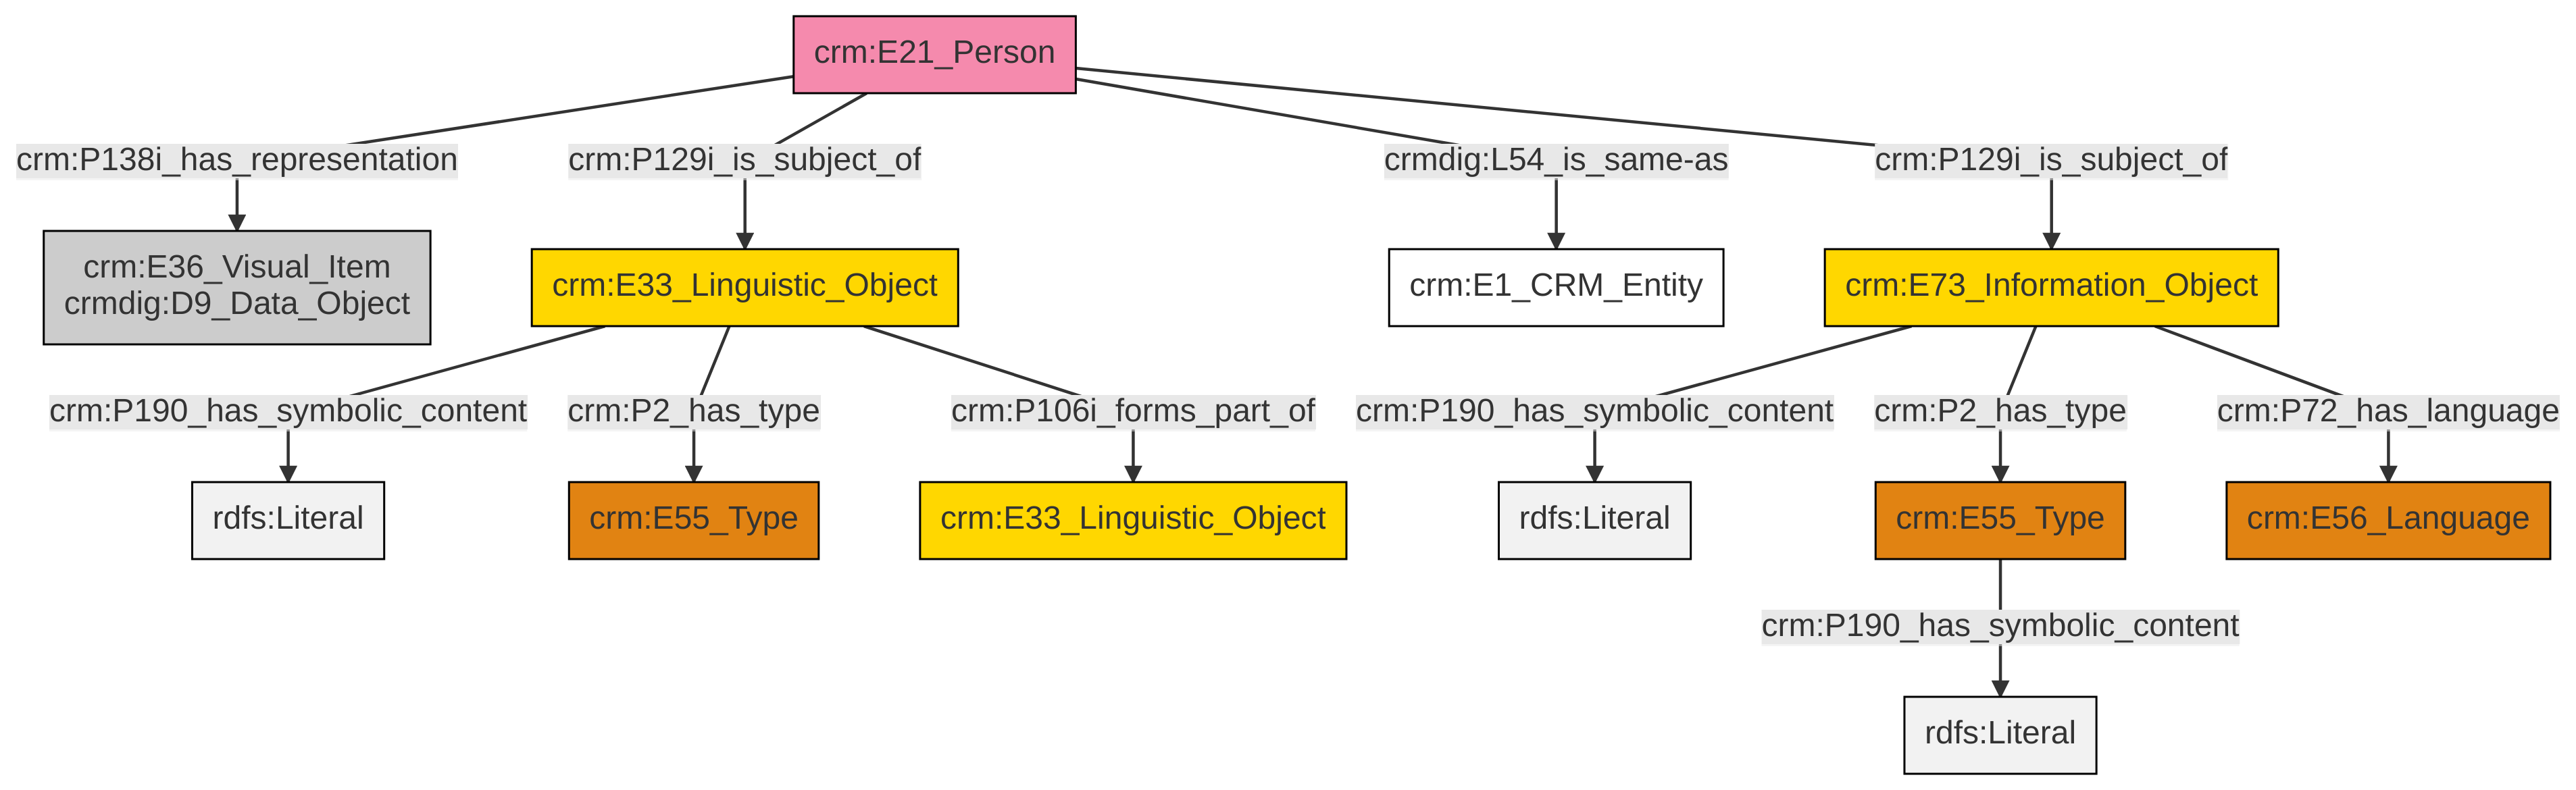 crm:E21_Person
crm:P138i_has_representation
crm:P129i_is_subject_of
crmdig:L54_is_same-as
crm:P129i_is_subject_of
crm:E36_Visual_Item
crmdig:D9_Data_Object
crm:E33_Linguistic_Object
crm:E1_CRM_Entity
crm:E73_Information_Object
crm:P190_has_symbolic_content
crm:P2_has_type
crm:P106i_forms_part_of
crm:P190_has_symbolic_content
crm:P2_has_type
crm:P72_has_language
rdfs:Literal
crm:E55_Type
crm:E33_Linguistic_Object
rdfs:Literal
crm:E55_Type
crm:E56_Language
crm:P190_has_symbolic_content
rdfs:Literal